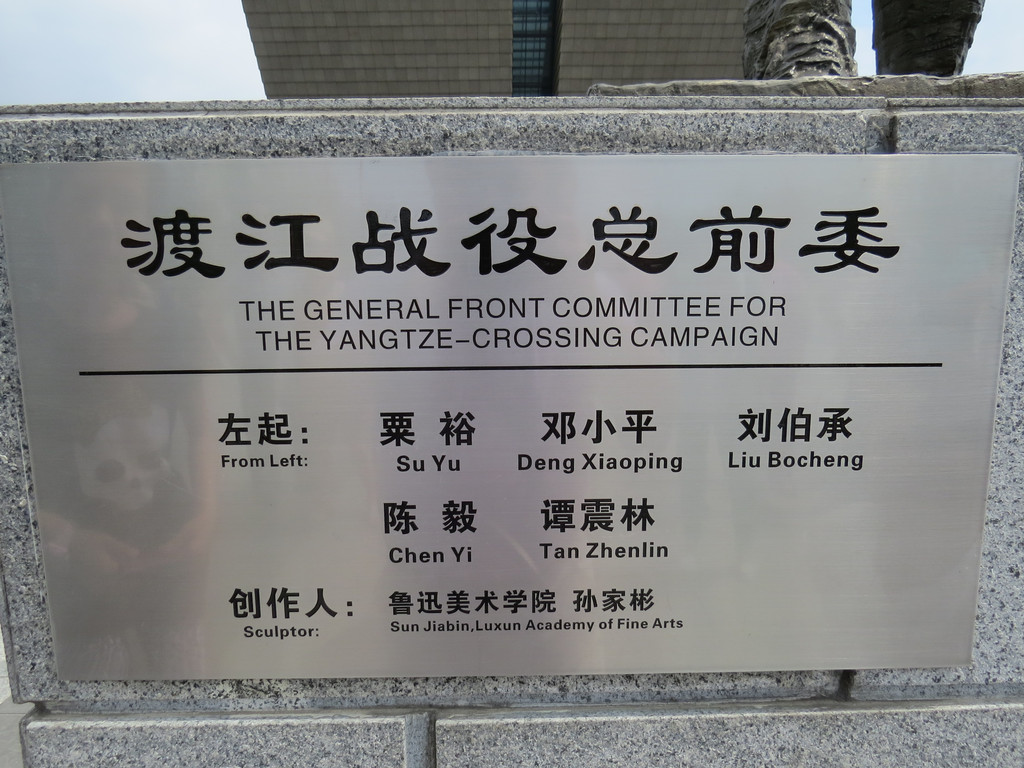 渡江战役总前委
THE GENERAL FRONT COMMITTEE FOR
THE YANGTZE-CROSSING CAMPAIGN
左起： 粟 裕 邓小平 刘伯承
From Left: Su Yu Deng Xiaoping Liu Bocheng
陈 毅 谭震林
Chen Yi Tan Zhenlin
创作人： 鲁迅美术学院 孙家彬
Sculptor: Sun Jiabin,Luxun Academy of Fine Arts